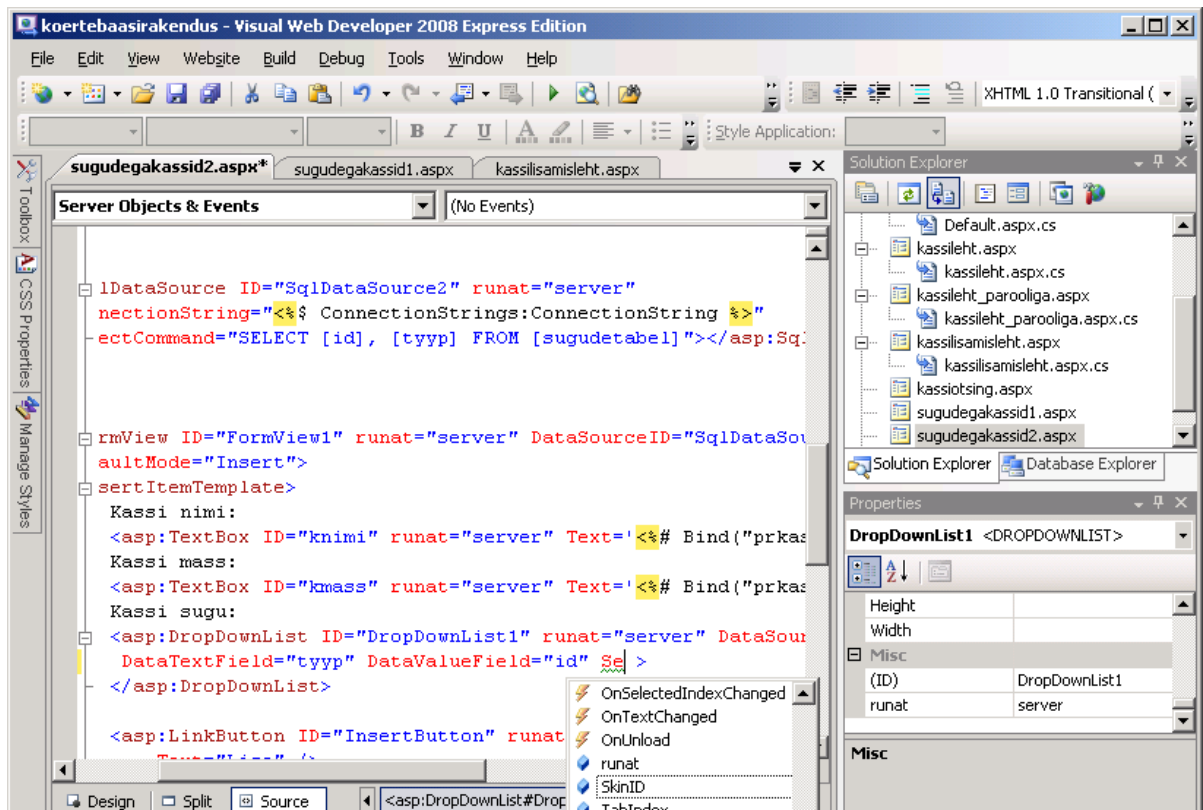 koertebaasirakendus - Visual Web Developer 2008 Express Edition
File Edit View Website Build Debug Tools Window Help
XHTML 1.0 Transitional (
B I U A Style Application:
sugudegakassid2.aspx* sugudegakassid1.aspx kassilisamisleht.aspx
Server Objects & Events (No Events)
Toolbox
CSS Properties
Manage Styles
lDataSource ID="SqlDataSource2" runat="server"
nectionString="<%$ ConnectionStrings:ConnectionString %>"
ectCommand="SELECT [id], [tyyp] FROM [sugudetabel]"></asp:Sql
rmView ID="FormView1" runat="server" DataSourceID="SqlDataSou
aultMode="Insert">
sertItemTemplate>
Kassi nimi:
<asp:TextBox ID="knimi" runat="server" Text='<%# Bind("prkas
Kassi mass:
<asp:TextBox ID="kmass" runat="server" Text='<%# Bind("prkas
Kassi sugu:
<asp:DropDownList ID="DropDownList1" runat="server" DataSour
DataTextField="tyyp" DataValueField="id" Se >
</asp:DropDownList>
<asp:LinkButton ID="InsertButton" runat
OnSelectedIndexChanged
OnTextChanged
OnUnload
runat
SkinID
TabIndex
Design Split Source <asp:DropDownList#Drop
Solution Explorer
Default.aspx.cs
kassileht.aspx
kassileht.aspx.cs
kassileht_parooliga.aspx
kassileht_parooliga.aspx.cs
kassilisamisleht.aspx
kassilisamisleht.aspx.cs
kassiotsing.aspx
sugudegakassid1.aspx
sugudegakassid2.aspx
Solution Explorer Database Explorer
Properties
DropDownList1 <DROPDOWNLIST>
Height
Width
Misc
(ID) DropDownList1
runat server
Misc